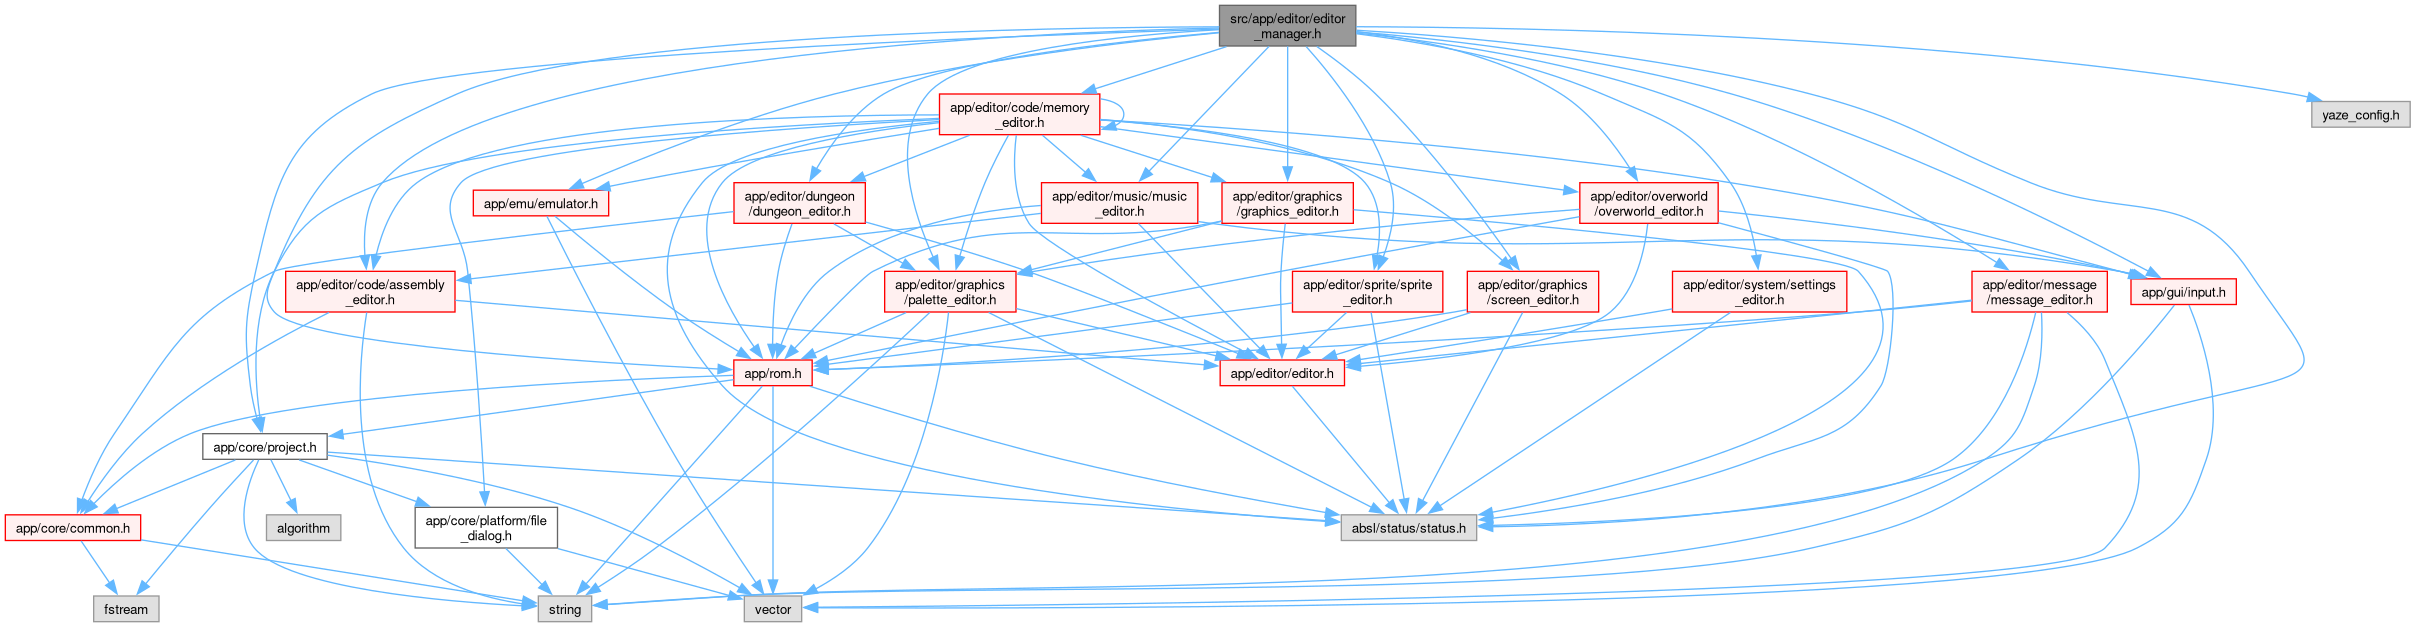 src/app/editor/editor
_manager.h
app/editor/code/memory
_editor.h
yaze_config.h
app/emu/emulator.h
app/editor/dungeon
/dungeon_editor.h
app/editor/music/music
_editor.h
app/editor/graphics
/graphics_editor.h
app/editor/overworld
/overworld_editor.h
app/editor/code/assembly
_editor.h
app/editor/graphics
/palette_editor.h
app/editor/sprite/sprite
_editor.h
app/editor/graphics
/screen_editor.h
app/editor/system/settings
_editor.h
app/editor/message
/message_editor.h
app/gui/input.h
app/rom.h
app/editor/editor.h
app/core/project.h
app/core/common.h
algorithm
app/core/platform/file
_dialog.h
absl/status/status.h
fstream
string
vector